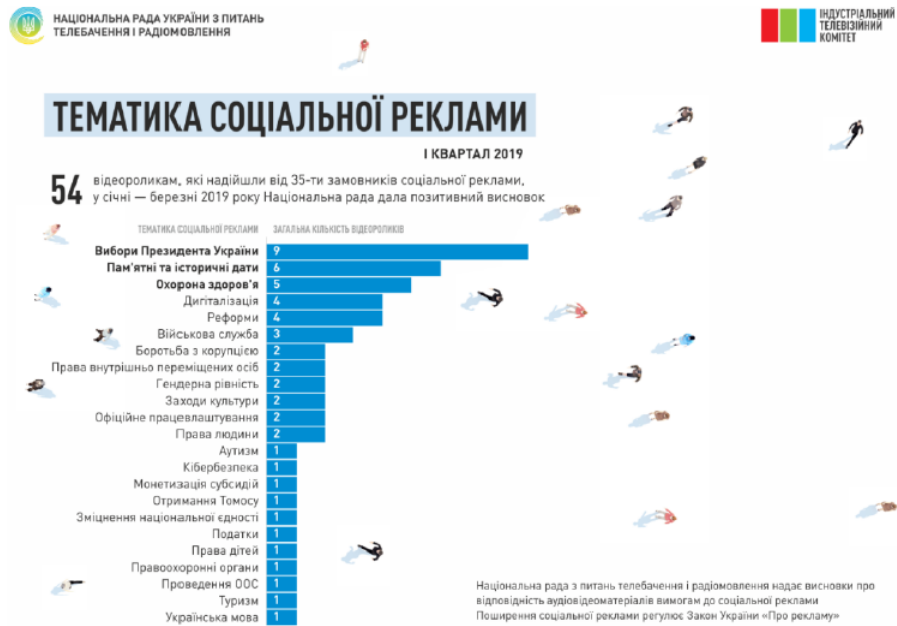 НАЦІОНАЛЬНА РАДА УКРАЇНИ З ПИТАНЬ
ТЕЛЕБАЧЕННЯ І РАДІОМОВЛЕННЯ
ІНДУСТРІАЛЬНИЙ
ТЕЛЕВІЗІЙНИЙ
КОМІТЕТ
ТЕМАТИКА СОЦІАЛЬНОЇ РЕКЛАМИ
І КВАРТАЛ 2019
54 відеороликам, які надійшли від 35-ти замовників соціальної реклами,
у січні — березні 2019 року Національна рада дала позитивний висновок
ТЕМАТИКА СОЦІАЛЬНОЇ РЕКЛАМИ ЗАГАЛЬНА КІЛЬКІСТЬ ВІДЕОРОЛИКІВ
Вибори Президента України 9
Пам'ятні та історичні дати 6
Охорона здоров'я 5
Дигіталізація 4
Реформи 4
Військова служба 3
Боротьба з корупцією 2
Права внутрішньо переміщених осіб 2
Гендерна рівність 2
Заходи культури 2
Офіційне працевлаштування 2
Права людини 2
Аутизм 1
Кібербезпека 1
Монетизація субсидій 1
Отримання Томосу 1
Зміцнення національної єдності 1
Податки 1
Права дітей 1
Правоохоронні органи 1
Проведення ООС 1
Туризм 1
Українська мова 1
Національна рада з питань телебачення і радіомовлення надає висновки про
відповідність аудіовідеоматеріалів вимогам до соціальної реклами
Поширення соціальної реклами регулює Закон України «Про рекламу»